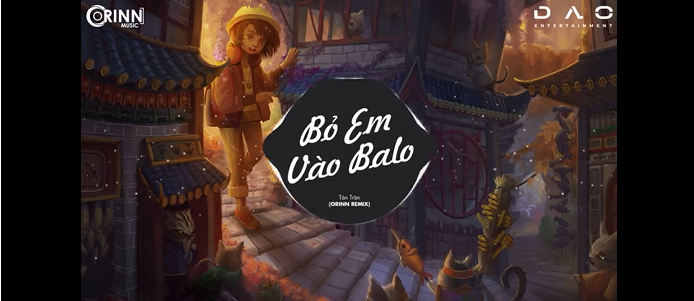 ORINN
MUSIC
DAO
ENTERTAINMENT
Bỏ Em
Vào Balo
Tân Trần
(ORINN REMIX)